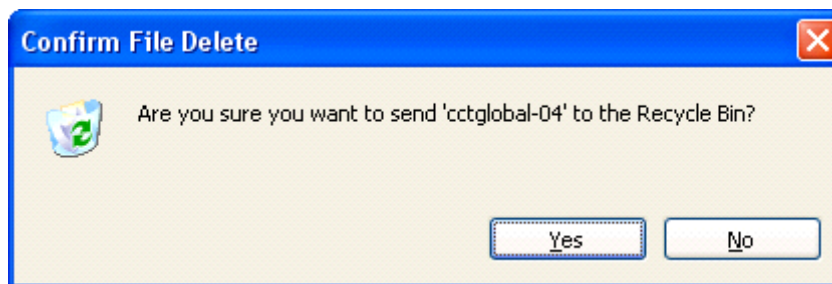 Confirm File Delete
Are you sure you want to send 'cctglobal-04' to the Recycle Bin?
Yes No